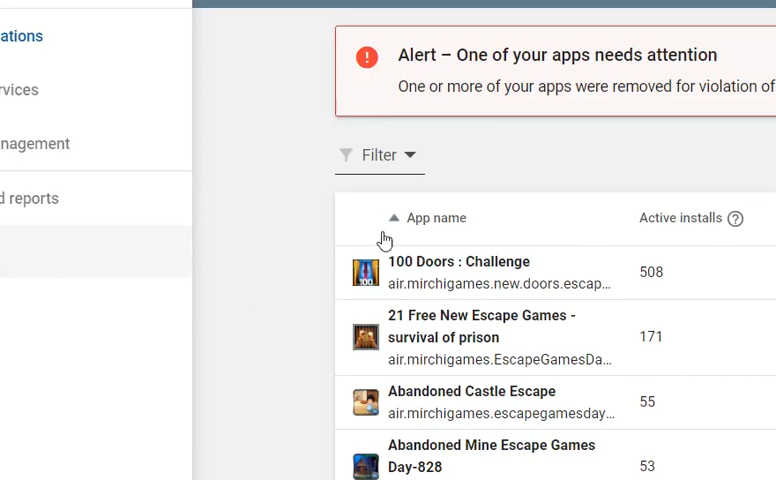 ations
rvices
nagement
d reports
Alert – One of your apps needs attention
One or more of your apps were removed for violation of
Filter
App name
Active installs
100 Doors : Challenge
air.mirchigames.new.doors.escap...
508
21 Free New Escape Games -
survival of prison
air.mirchigames.EscapeGamesDa...
171
Abandoned Castle Escape
air.mirchigames.escapegamesday...
55
Abandoned Mine Escape Games
Day-828
53